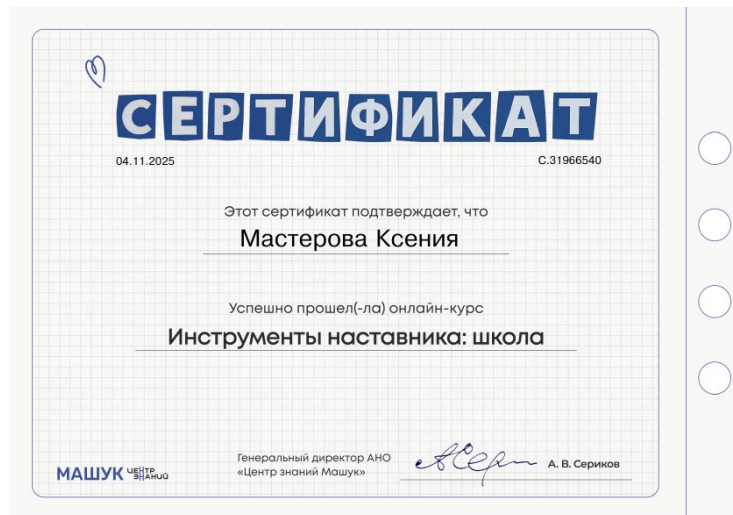 СЕРТИФИКАТ
04.11.2025
С.31966540
Этот сертификат подтверждает, что
Мастерова Ксения
Успешно прошел(-ла) онлайн-курс
Инструменты наставника: школа
МАШУК ЦЕНТР ЗНАНИЙ
Генеральный директор АНО
«Центр знаний Машук»
А. В. Сериков